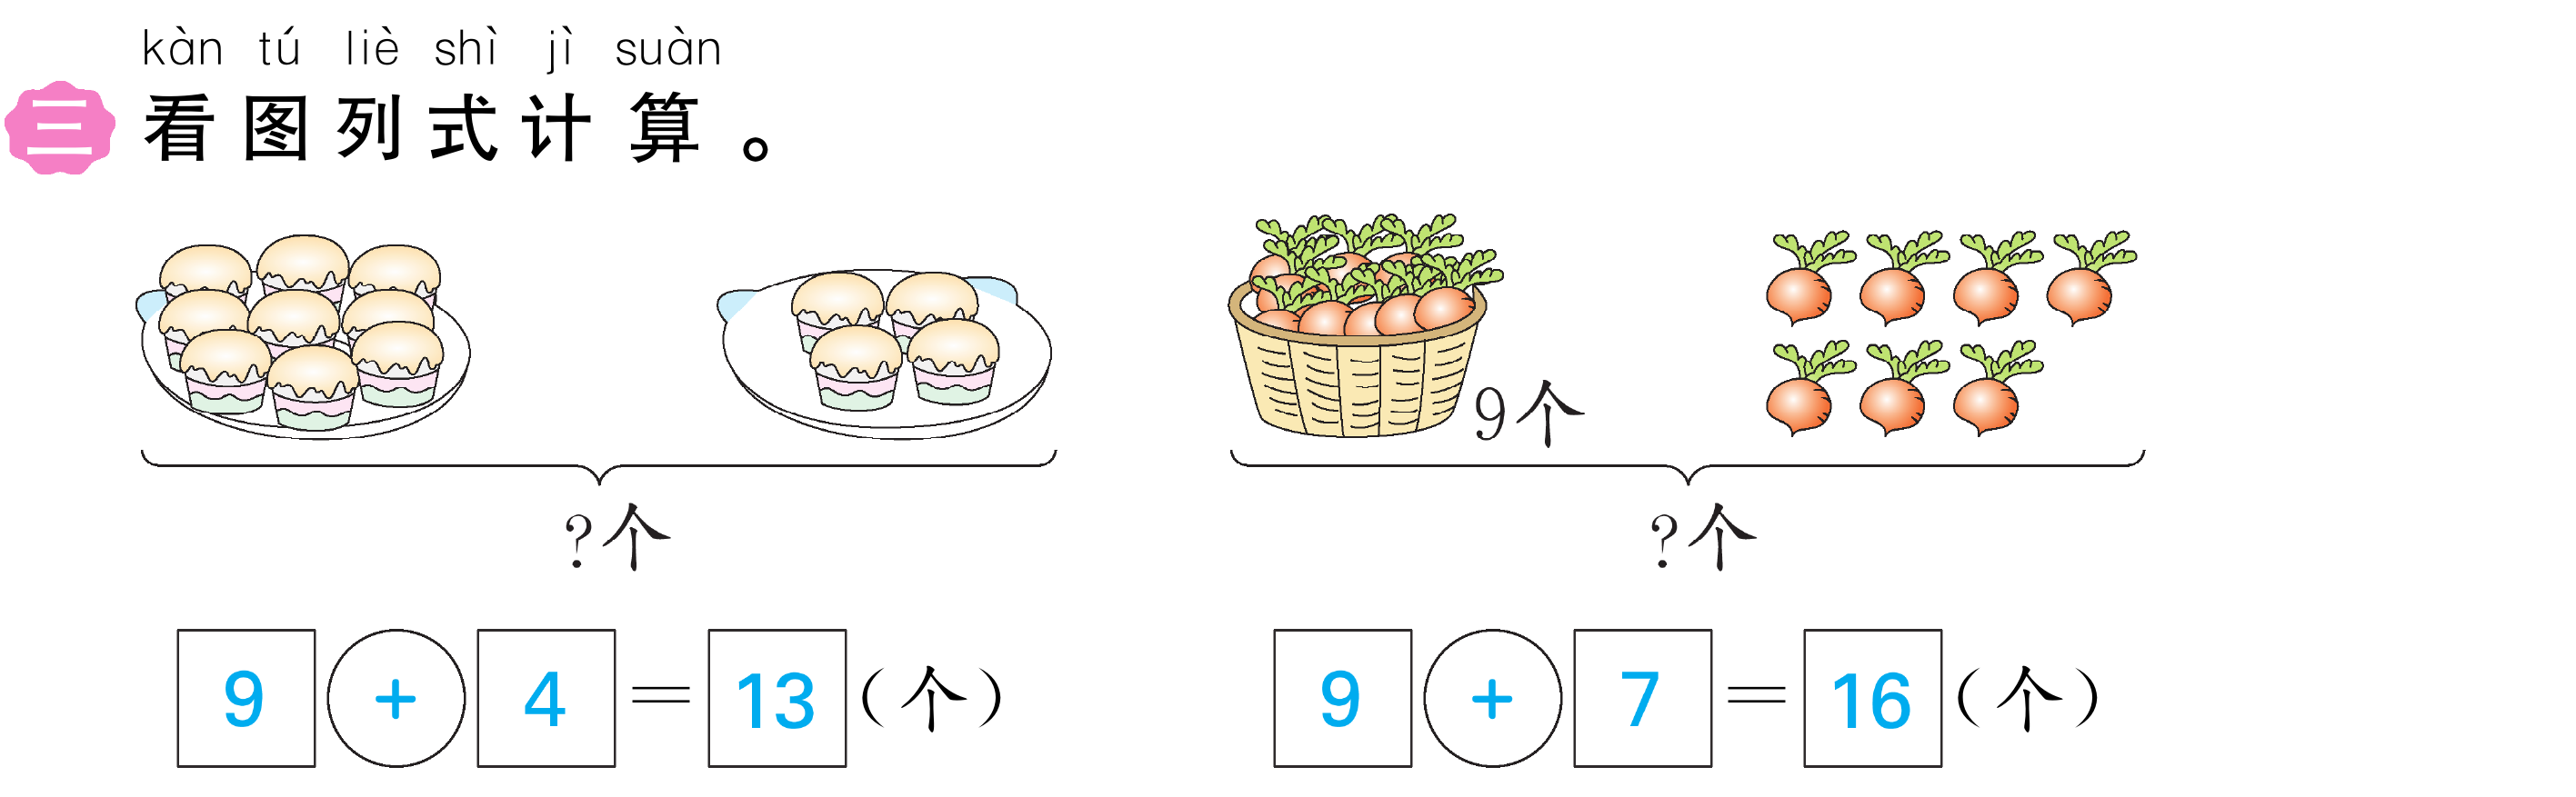 kàn tú liè shì jì suàn
三 看图列式计算。
9个
?个 ?个
9 + 4 = 13 (个) 9 + 7 = 16 (个)